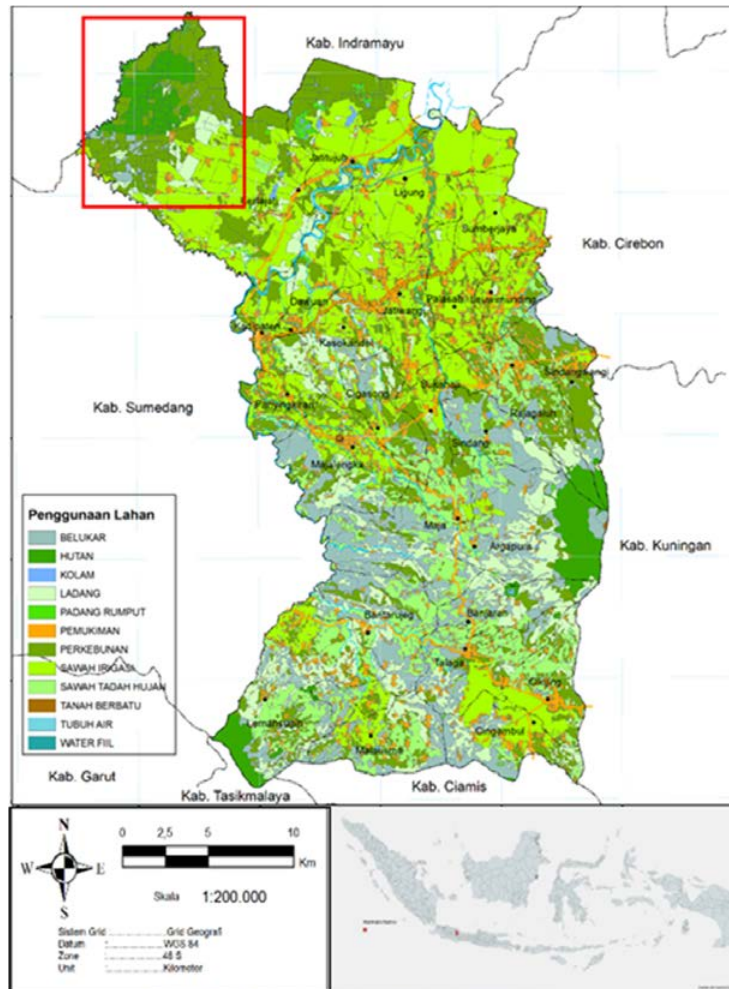 Kab. Indramayu
Jatitujuh
Ligung
Kertajati
Sumberjaya
Kab. Cirebon
Dawuan
Palasah
Leuwimunding
Jatiwangi
Kadipaten
Kasokandel
Sindangwangi
Sukahaji
Panyingkiran
Cigasong
Rajagaluh
Kab. Sumedang
Sindang
Majalengka
Penggunaan Lahan
BELUKAR
HUTAN
KOLAM
LADANG
PADANG RUMPUT
PEMUKIMAN
PERKEBUNAN
SAWAH IRIGASI
SAWAH TADAH HUJAN
TANAH BERBATU
TUBUH AIR
WATER FIIL
Maja
Argapura
Kab. Kuningan
Bantarujeg
Banjaran
Talaga
Cikijing
Lemahsugih
Cingambul
Malausma
Kab. Garut
Kab. Ciamis
Kab. Tasikmalaya
N
W E
S
0 2,5 5 10
Km
Skala 1:200.000
Sistem Grid Grid Geografi
Datum : WGS 84
Zone : 48 S
Unit : Kilometer